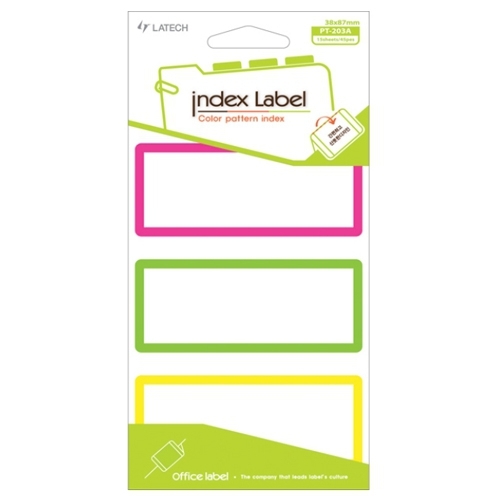 LATECH
38x87mm
PT-203A
index Label
Color pattern index
Office label
• The company that leads label's culture